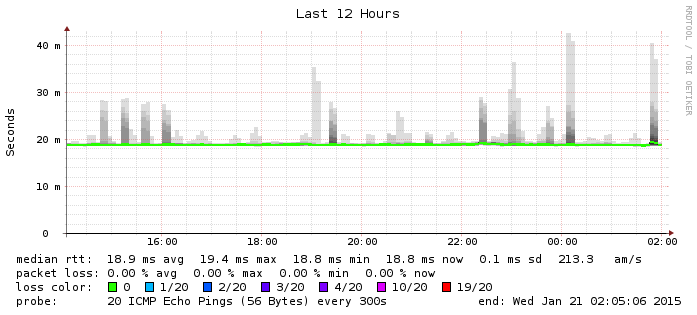 Last 12 Hours
RRDTOOL / TOBI OETIKER
Seconds
40 m
30 m
20 m
10 m
0
16:00 18:00 20:00 22:00 00:00 02:00
median rtt: 18.9 ms avg 19.4 ms max 18.8 ms min 18.8 ms now 0.1 ms sd 213.3 am/s
packet loss: 0.00 % avg 0.00 % max 0.00 % min 0.00 % now
loss color: 0 1/20 2/20 3/20 4/20 10/20 19/20
probe: 20 ICMP Echo Pings (56 Bytes) every 300s end: Wed Jan 21 02:05:06 2015